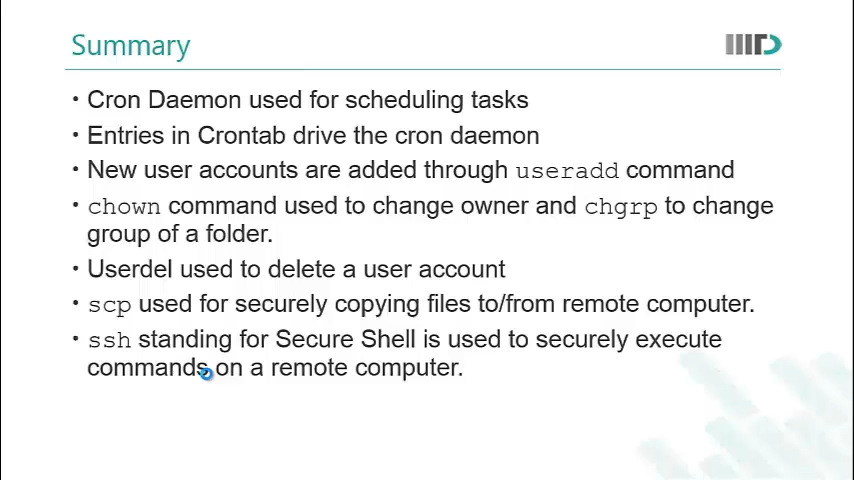 Summary
• Cron Daemon used for scheduling tasks
• Entries in Crontab drive the cron daemon
• New user accounts are added through useradd command
• chown command used to change owner and chgrp to change
group of a folder.
• Userdel used to delete a user account
• scp used for securely copying files to/from remote computer.
• ssh standing for Secure Shell is used to securely execute
commands on a remote computer.